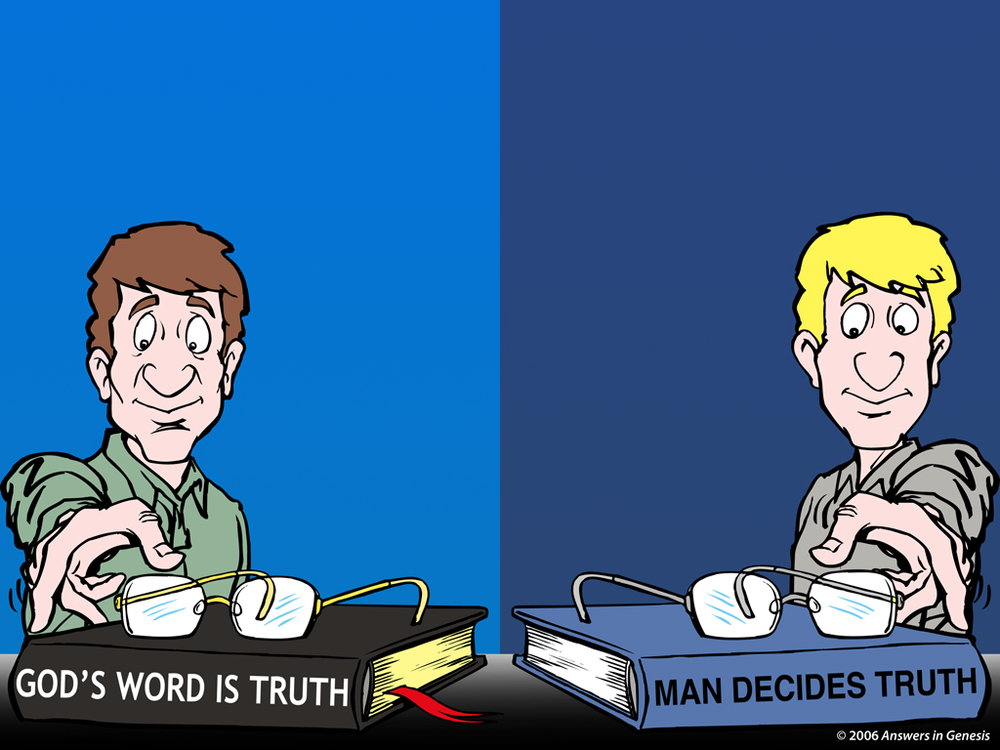 GOD'S WORD IS TRUTH
MAN DECIDES TRUTH
© 2006 Answers in Genesis